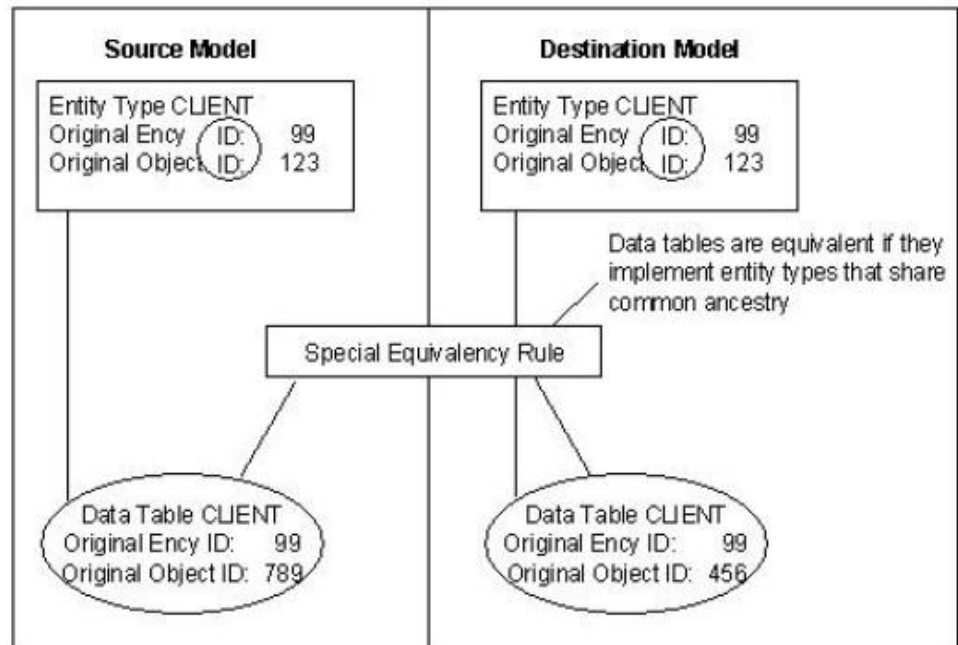 Source Model
Entity Type CLIENT
Original Ency ID: 99
Original Object ID: 123
Destination Model
Entity Type CLIENT
Original Ency ID: 99
Original Object ID: 123
Data tables are equivalent if they
implement entity types that share
common ancestry
Special Equivalency Rule
Data Table CLIENT
Original Ency ID: 99
Original Object ID: 789
Data Table CLIENT
Original Ency ID: 99
Original Object ID: 456